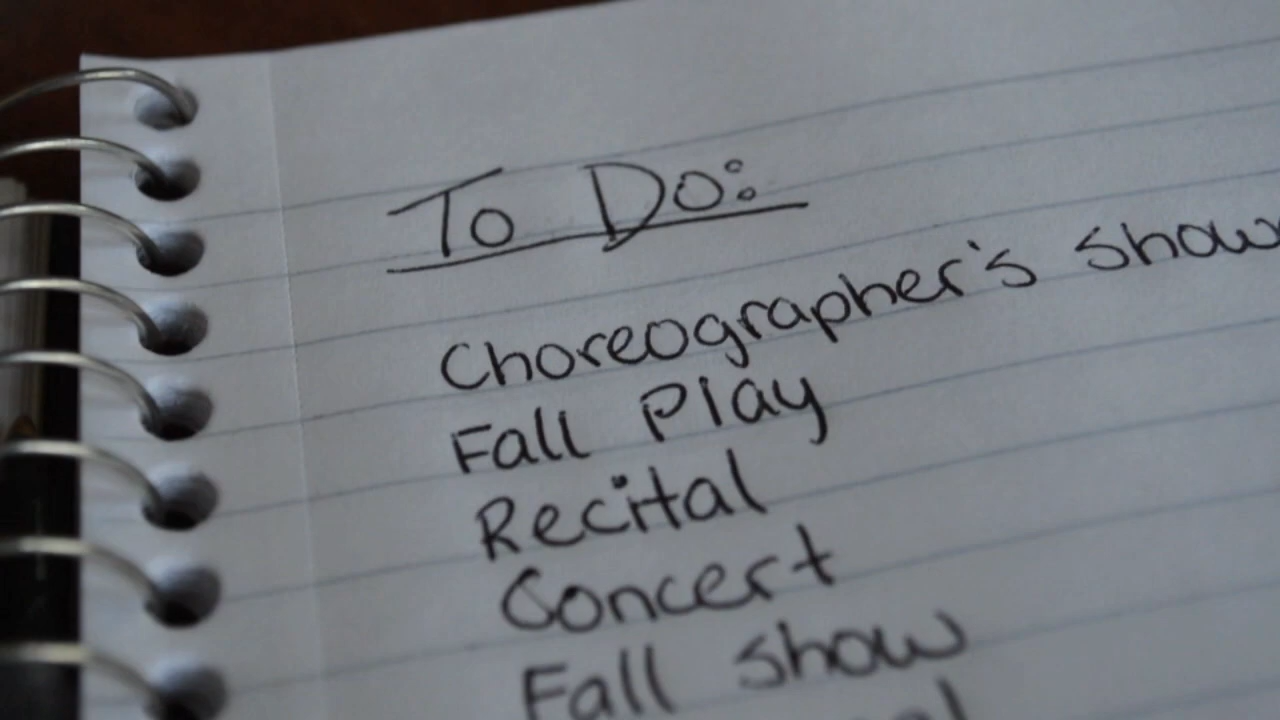 To Do:
Choreographer's Show
Fall Play
Recital
Concert
Fall Show